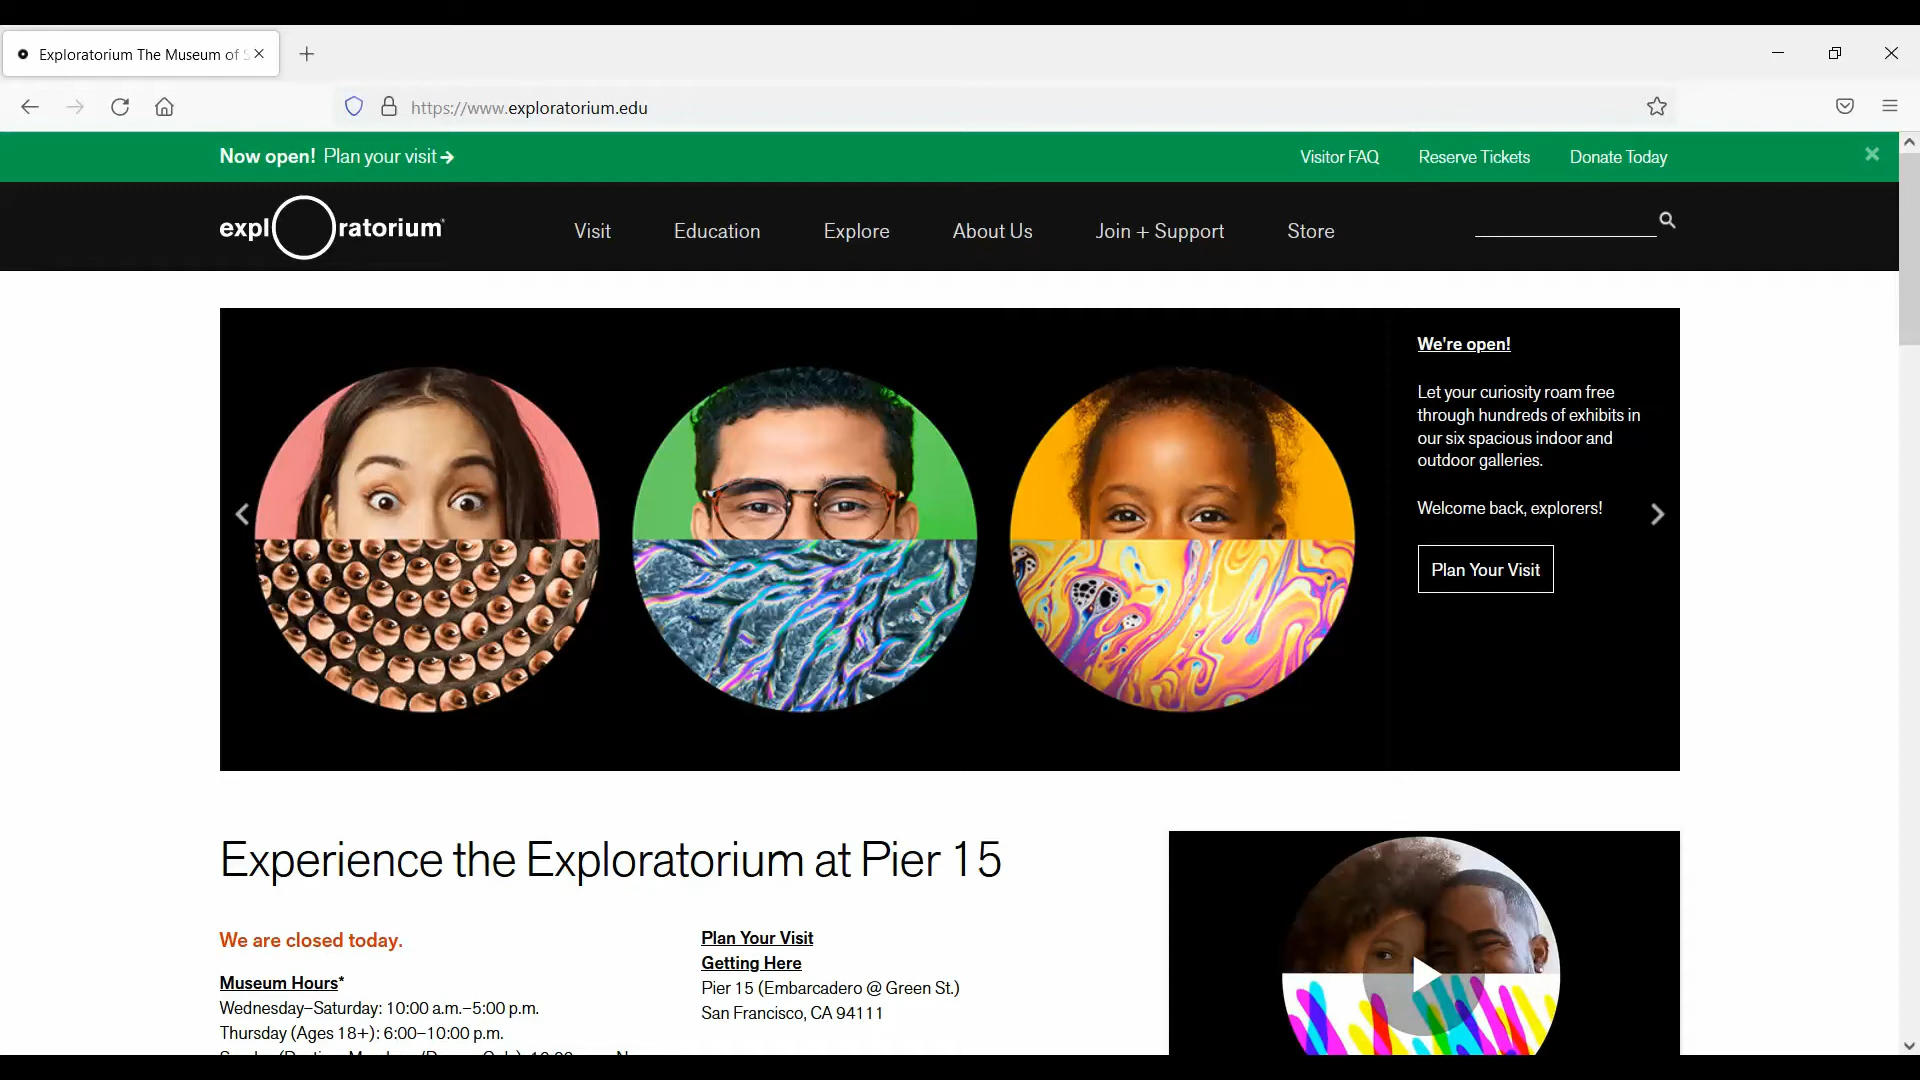 Exploratorium The Museum of S
https://www.exploratorium.edu
Now open! Plan your visit→
Visitor FAQ
Reserve Tickets
Donate Today
explOratorium®
Visit
Education
Explore
About Us
Join + Support
Store
We're open!
Let your curiosity roam free
through hundreds of exhibits in
our six spacious indoor and
outdoor galleries.
Welcome back, explorers!
Plan Your Visit
Experience the Exploratorium at Pier 15
We are closed today.
Museum Hours*
Wednesday–Saturday: 10:00 a.m.–5:00 p.m.
Thursday (Ages 18+): 6:00–10:00 p.m.
Plan Your Visit
Getting Here
Pier 15 (Embarcadero @ Green St.)
San Francisco, CA 94111